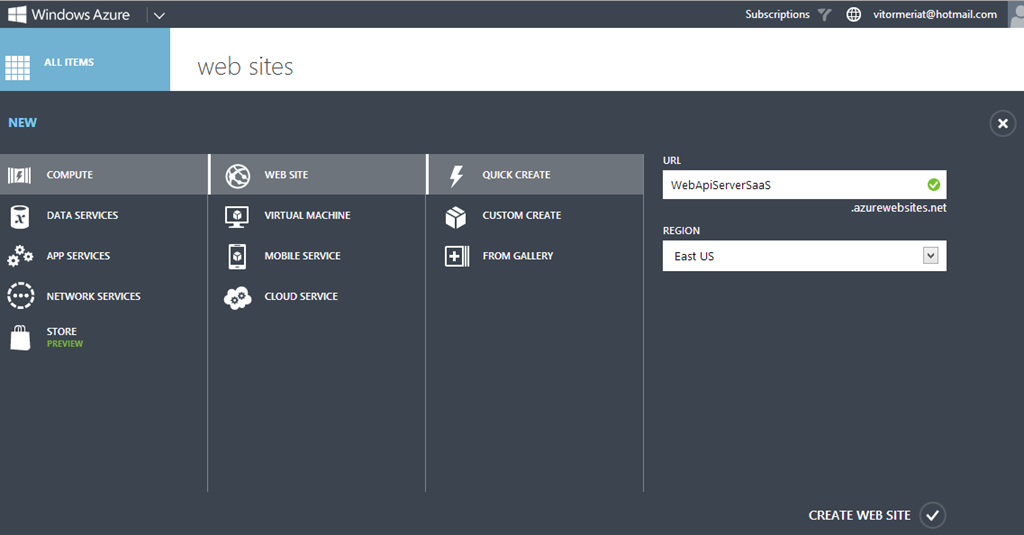 Windows Azure
Subscriptions
vitormeriat@hotmail.com
ALL ITEMS
web sites
NEW
COMPUTE
DATA SERVICES
APP SERVICES
NETWORK SERVICES
STORE
PREVIEW
WEB SITE
VIRTUAL MACHINE
MOBILE SERVICE
CLOUD SERVICE
QUICK CREATE
CUSTOM CREATE
FROM GALLERY
URL
WebApiServerSaaS
.azurewebsites.net
REGION
East US
CREATE WEB SITE